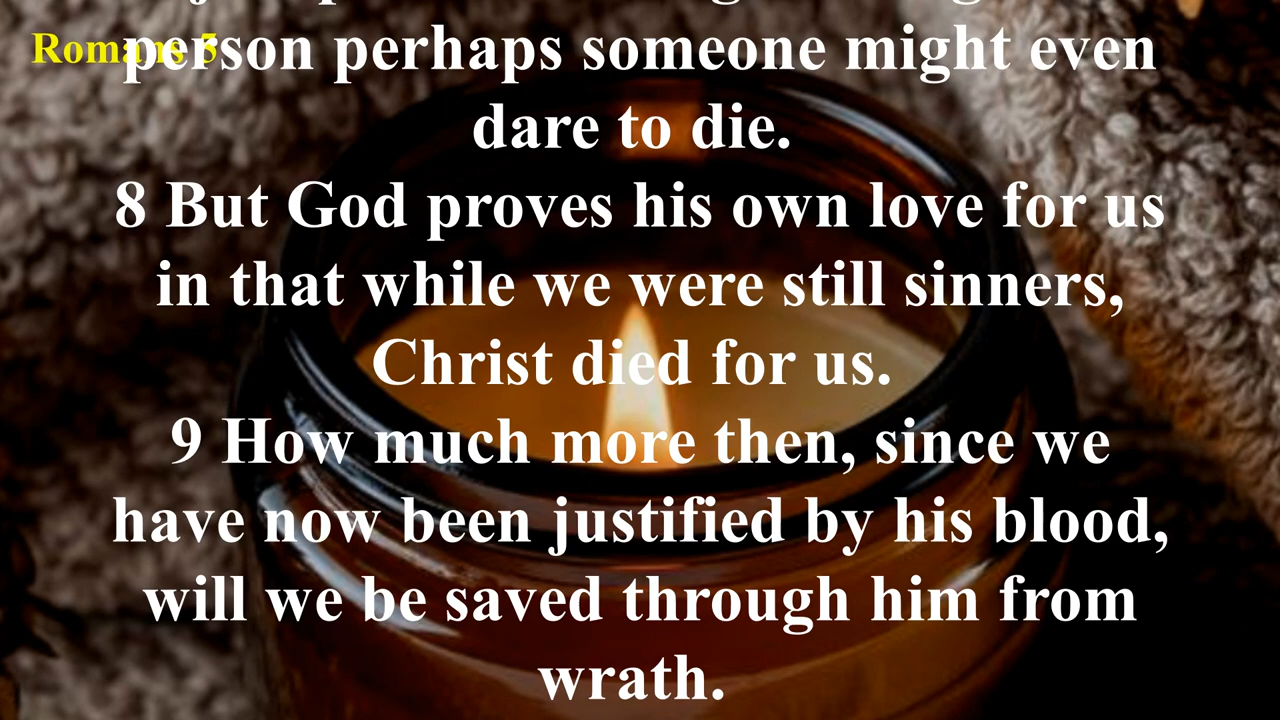 Romans 5
person perhaps someone might even
dare to die.
8 But God proves his own love for us
in that while we were still sinners,
Christ died for us.
9 How much more then, since we
have now been justified by his blood,
will we be saved through him from
wrath.